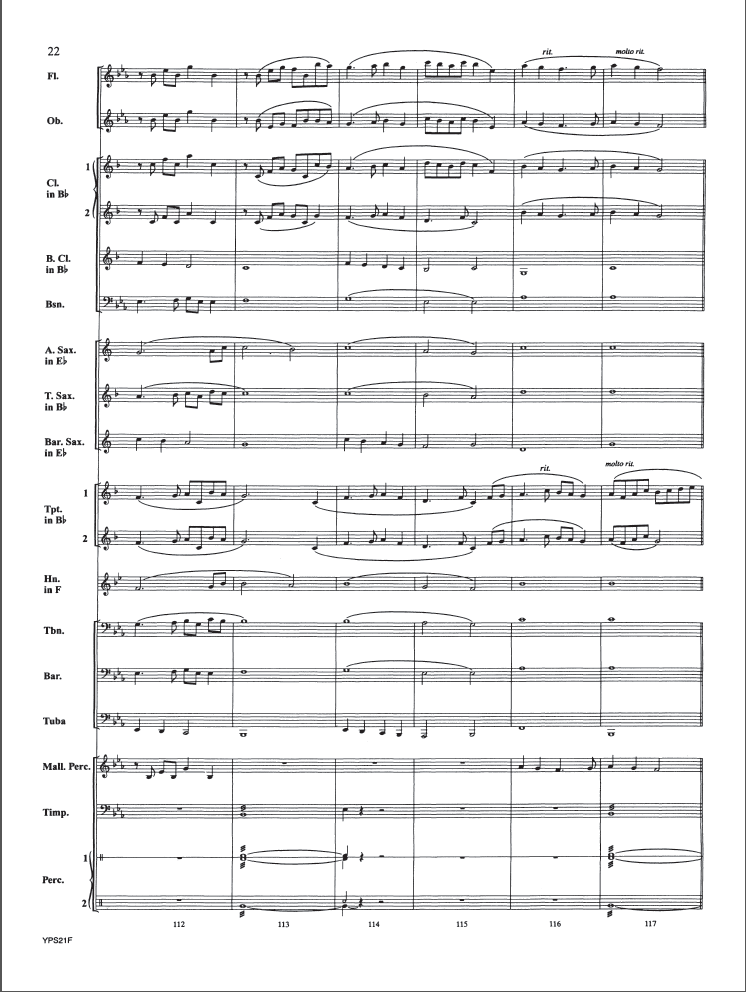 22
Fl.
rit.
molto rit.
Ob.
Cl.
in B♭
1
2
B. Cl.
in B♭
Bsn.
A. Sax.
in E♭
T. Sax.
in B♭
Bar. Sax.
in E♭
rit.
molto rit.
Tpt.
in B♭
1
2
Hn.
in F
Tbn.
Bar.
Tuba
Mall. Perc.
Timp.
Perc.
1
2
112 113 114 115 116 117
YPS21F